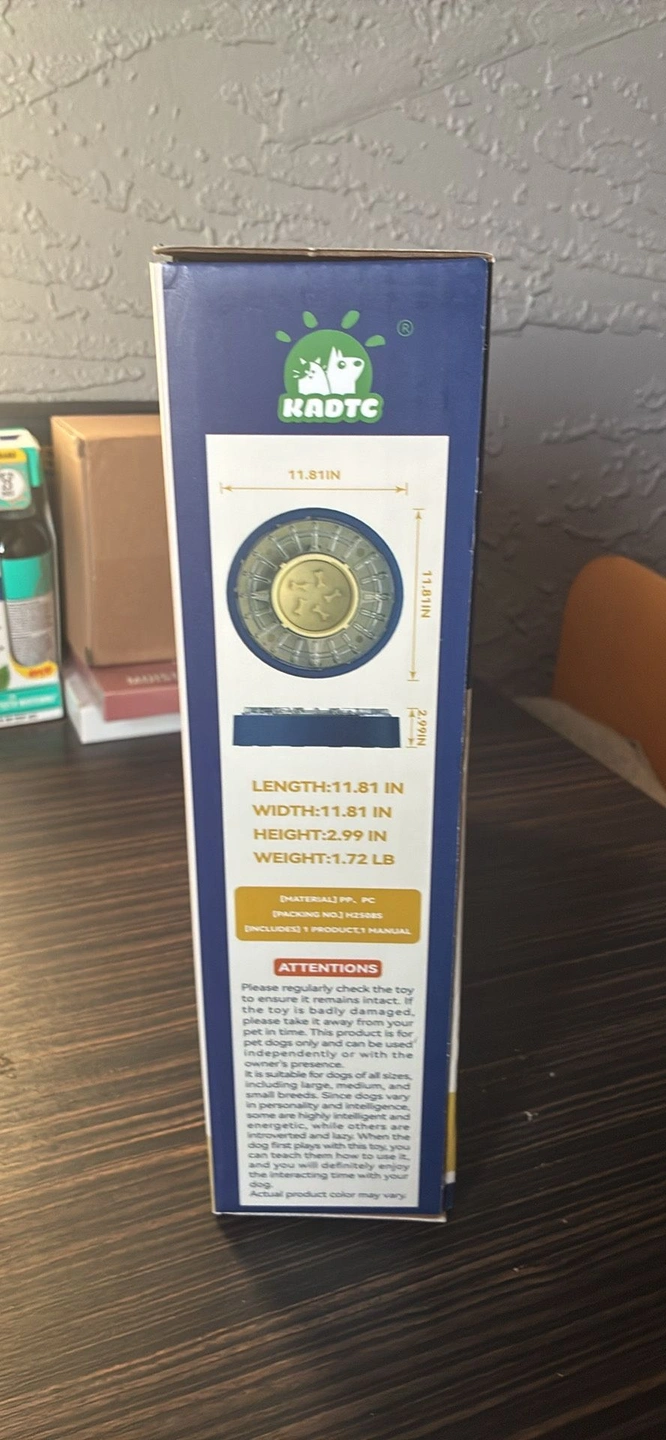 ®
KADTC
11.81IN
11.81IN
2.99IN
LENGTH:11.81 IN
WIDTH:11.81 IN
HEIGHT:2.99 IN
WEIGHT:1.72 LB
[MATERIAL] PP、PC
[PACKING NO.] H2508S
[INCLUDES] 1 PRODUCT,1 MANUAL
ATTENTIONS
Please regularly check the toy
to ensure it remains intact. If
the toy is badly damaged,
please take it away from your
pet in time. This product is for
pet dogs only and can be used
independently or with the
owner's presence.
It is suitable for dogs of all sizes,
including large, medium, and
small breeds. Since dogs vary
in personality and intelligence,
some are highly intelligent and
energetic, while others are
introverted and lazy. When the
dog first plays with this toy, you
can teach them how to use it,
and you will definitely enjoy
the interacting time with your
dog.
Actual product color may vary.